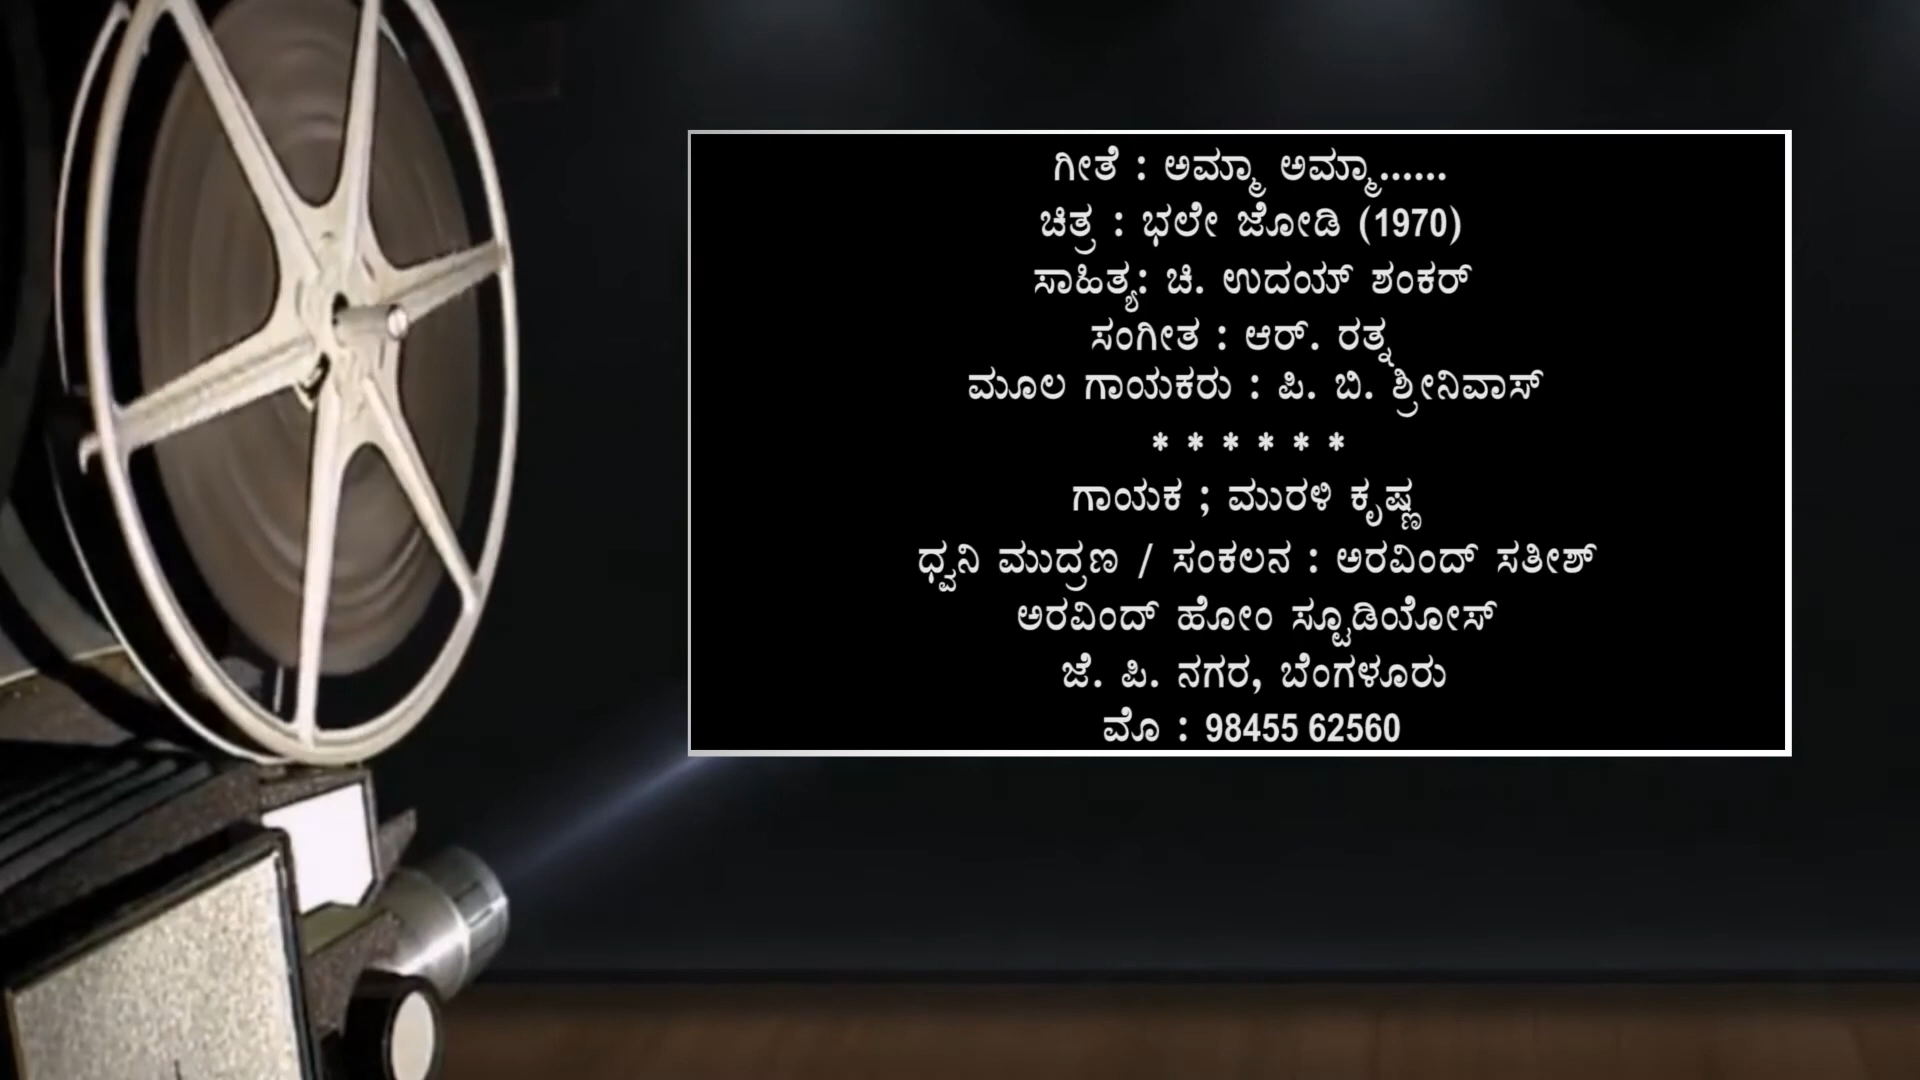 ಗೀತೆ : ಅಮ್ಮಾ ಅಮ್ಮಾ......
ಚಿತ್ರ : ಭಲೇ ಜೋಡಿ (1970)
ಸಾಹಿತ್ಯ: ಚಿ. ಉದಯ್ ಶಂಕರ್
ಸಂಗೀತ : ಆರ್. ರತ್ನ
ಮೂಲ ಗಾಯಕರು : ಪಿ. ಬಿ. ಶ್ರೀನಿವಾಸ್
* * * * * *
ಗಾಯಕ ; ಮುರಳಿ ಕೃಷ್ಣ
ಧ್ವನಿ ಮುದ್ರಣ / ಸಂಕಲನ : ಅರವಿಂದ್ ಸತೀಶ್
ಅರವಿಂದ್ ಹೋಂ ಸ್ಟೂಡಿಯೋಸ್
ಜೆ. ಪಿ. ನಗರ, ಬೆಂಗಳೂರು
ಮೊ : 98455 62560